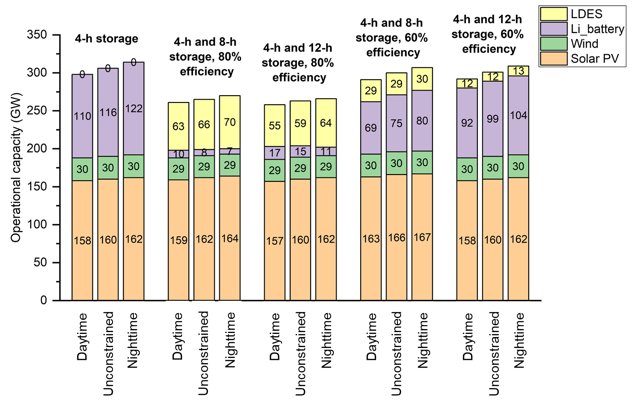 4-h storage
4-h and 8-h
storage, 80%
efficiency
4-h and 12-h
storage, 80%
efficiency
4-h and 8-h
storage, 60%
efficiency
4-h and 12-h
storage, 60%
efficiency
LDES
Li_battery
Wind
Solar PV
Operational capacity (GW)
350
300
250
200
150
100
50
0
0 110 30 158
0 116 30 160
0 122 30 162
63 10 29 159
66 8 29 162
70 7 29 164
55 17 29 157
59 15 29 160
64 11 29 162
29 69 30 163
29 75 30 166
30 80 30 167
12 92 30 158
12 99 30 160
13 104 30 162
Daytime
Unconstrained
Nighttime
Daytime
Unconstrained
Nighttime
Daytime
Unconstrained
Nighttime
Daytime
Unconstrained
Nighttime
Daytime
Unconstrained
Nighttime